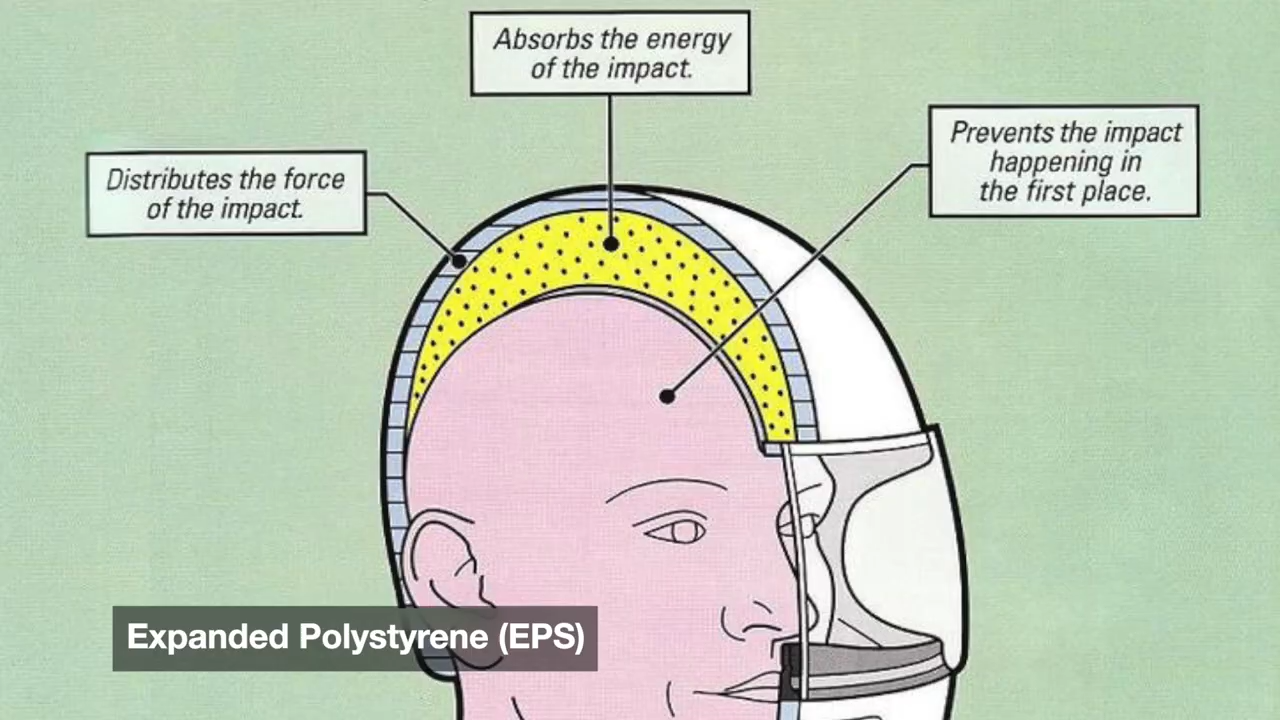 Absorbs the energy
of the impact.
Prevents the impact
happening in
the first place.
Distributes the force
of the impact.
Expanded Polystyrene (EPS)